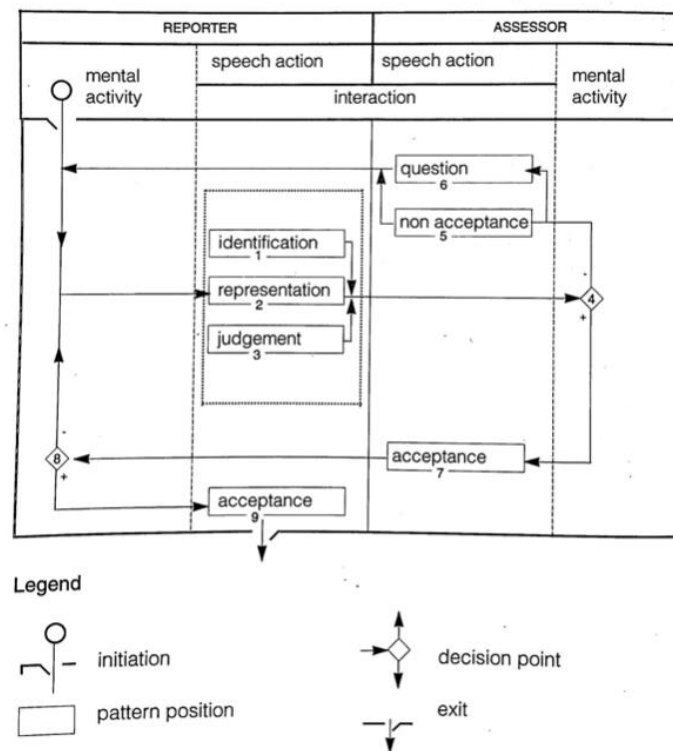 REPORTER ASSESSOR
mental activity
speech action
speech action
mental activity
interaction
question
6
non acceptance
5
identification
1
representation
2
4
+
judgement
3
8
+
acceptance
7
acceptance
9
Legend
initiation
decision point
pattern position
exit